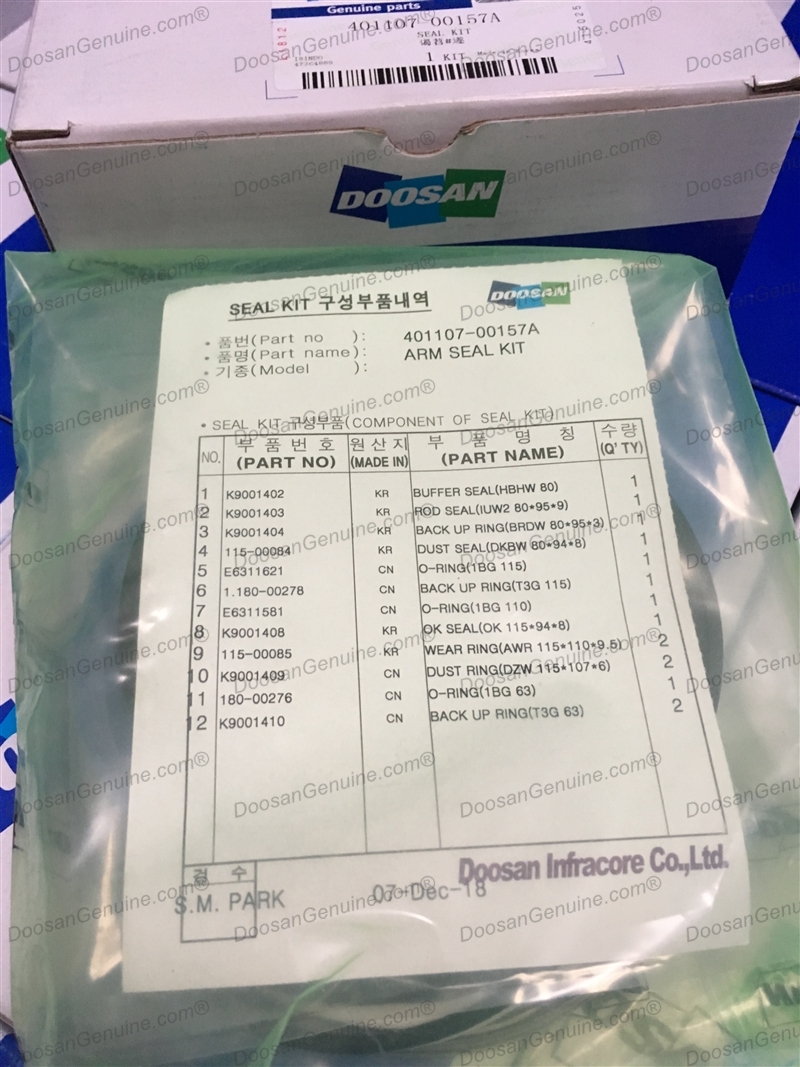 Genuine parts
401107-00157A
SEAL KIT
1 KIT
DOOSAN
SEAL KIT 구성부품내역
DOOSAN
• 품번(Part no ): 401107-00157A
• 품명(Part name): ARM SEAL KIT
• 기종(Model ):
• SEAL KIT 구성부품(COMPONENT OF SEAL KIT)
NO. 부 품 번 호 (PART NO) 원 산 지 (MADE IN) 부 품 명 칭 (PART NAME) 수 량 (Q' TY)
1 K9001402 KR BUFFER SEAL(HBHW 80) 1
2 K9001403 KR ROD SEAL(IUW2 80*95*9) 1
3 K9001404 KR BACK UP RING(BRDW 80*95*3) 1
4 115-00084 KR DUST SEAL(DKBW 80*94*8) 1
5 E6311621 CN O-RING(1BG 115) 1
6 1.180-00278 CN BACK UP RING(T3G 115) 1
7 E6311581 CN O-RING(1BG 110) 1
8 K9001408 KR OK SEAL(OK 115*94*8) 1
9 115-00085 KR WEAR RING(AWR 115*110*9.5) 2
10 K9001409 CN DUST RING(DZW 115*107*6) 2
11 180-00276 CN O-RING(1BG 63) 1
12 K9001410 CN BACK UP RING(T3G 63) 2
검 수
S.M. PARK
07-Dec-18
Doosan Infracore Co.,Ltd.
DoosanGenuine.com®